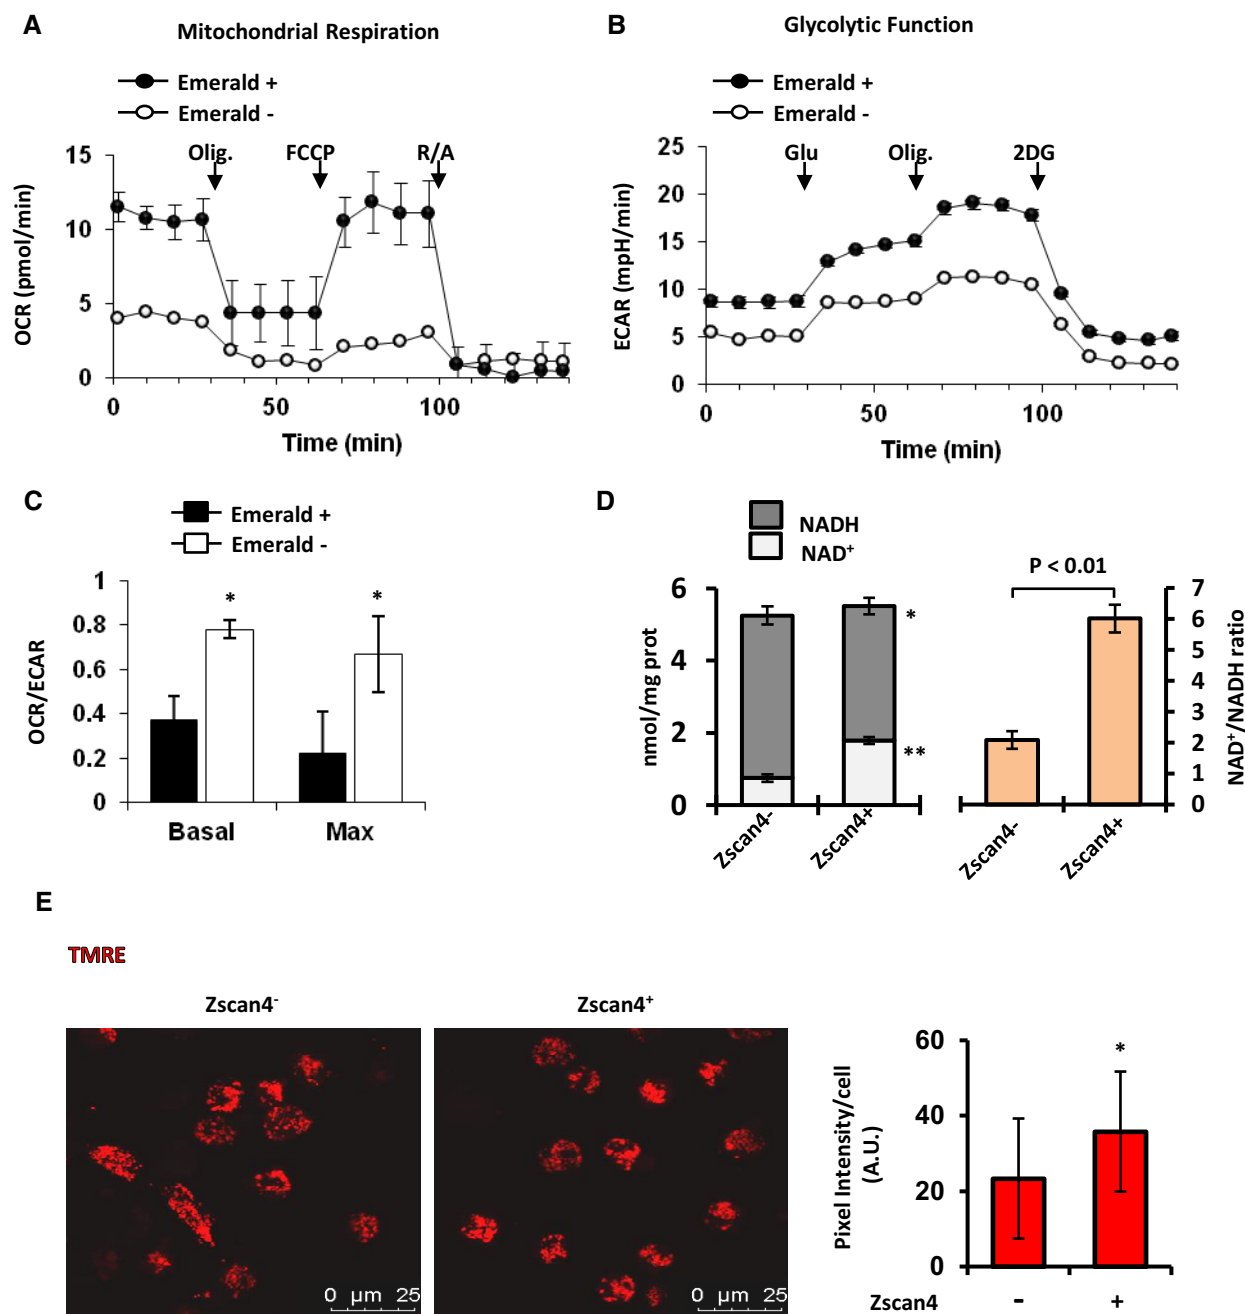 A
Mitochondrial Respiration
Emerald +
Emerald -
Olig.
FCCP
R/A
15
10
5
0
OCR (pmol/min)
0
50
100
Time (min)
B
Glycolytic Function
Emerald +
Emerald -
Glu
Olig.
2DG
25
20
15
10
5
0
ECAR (mpH/min)
0
50
100
Time (min)
C
Emerald +
Emerald -
1
0.8
0.6
0.4
0.2
0
OCR/ECAR
*
*
Basal
Max
D
NADH
NAD⁺
6
4
2
0
nmol/mg prot
*
**
Zscan4-
Zscan4+
P < 0.01
7
6
5
4
3
2
1
0
NAD⁺/NADH ratio
Zscan4-
Zscan4+
E
TMRE
Zscan4⁻
Zscan4⁺
0 µm 25
0 µm 25
60
40
20
0
Pixel Intensity/cell
(A.U.)
*
Zscan4 - +